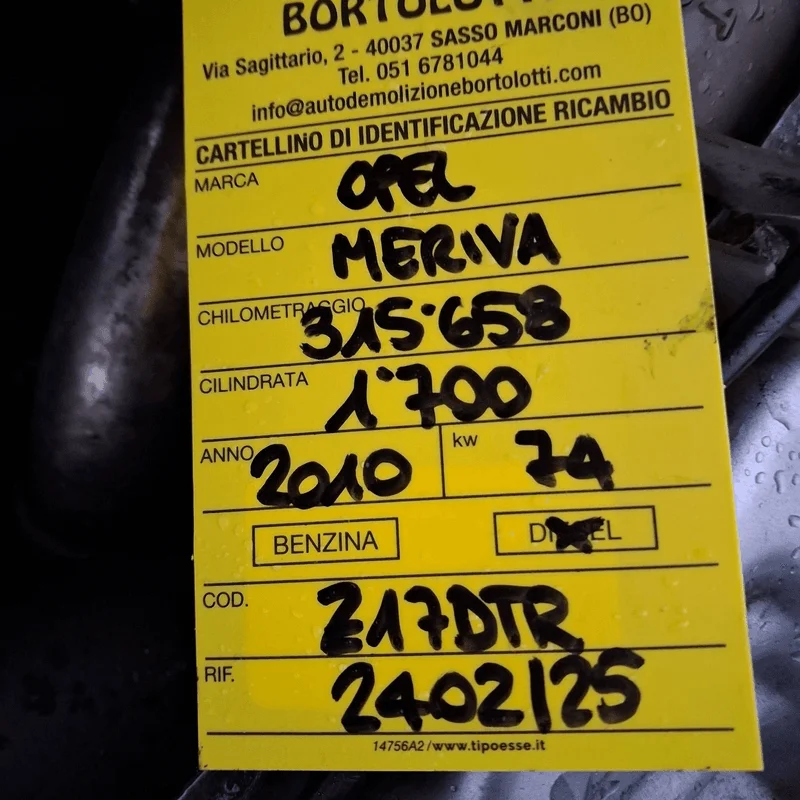 BORTOLOTTI
Via Sagittario, 2 - 40037 SASSO MARCONI (BO)
Tel. 051 6781044
info@autodemolizionebortolotti.com
CARTELLINO DI IDENTIFICAZIONE RICAMBIO
MARCA OPEL
MODELLO MERIVA
CHILOMETRAGGIO 315·658
CILINDRATA 1·700
ANNO 2010 kw 74
BENZINA DIESEL
COD. Z17DTR
RIF. 2402/25
14756A2/www.tipoesse.it